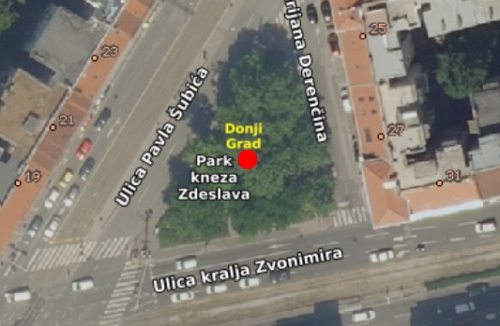 23
25
21
27
19
31
Ulica Pavla Šubića
rijana Derenčina
Donji
Grad
Park
kneza
Zdeslava
Ulica kralja Zvonimira